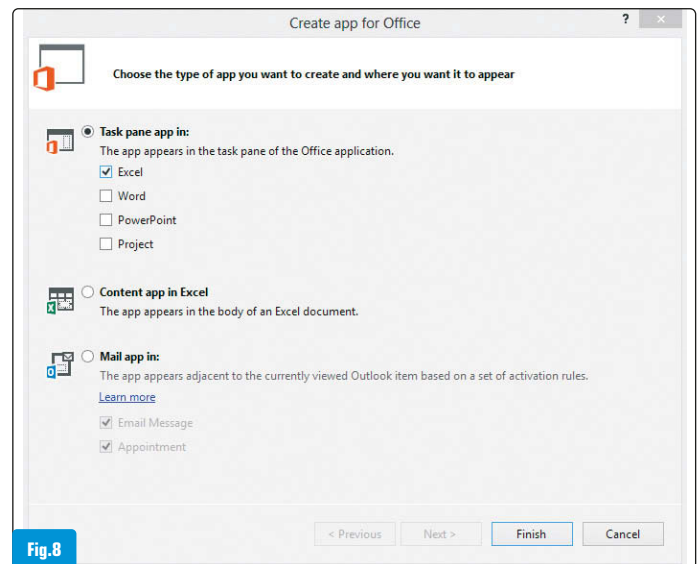 Create app for Office
?
Choose the type of app you want to create and where you want it to appear
Task pane app in:
The app appears in the task pane of the Office application.
Excel
Word
PowerPoint
Project
Content app in Excel
The app appears in the body of an Excel document.
Mail app in:
The app appears adjacent to the currently viewed Outlook item based on a set of activation rules.
Learn more
Email Message
Appointment
< Previous Next > Finish Cancel
Fig.8